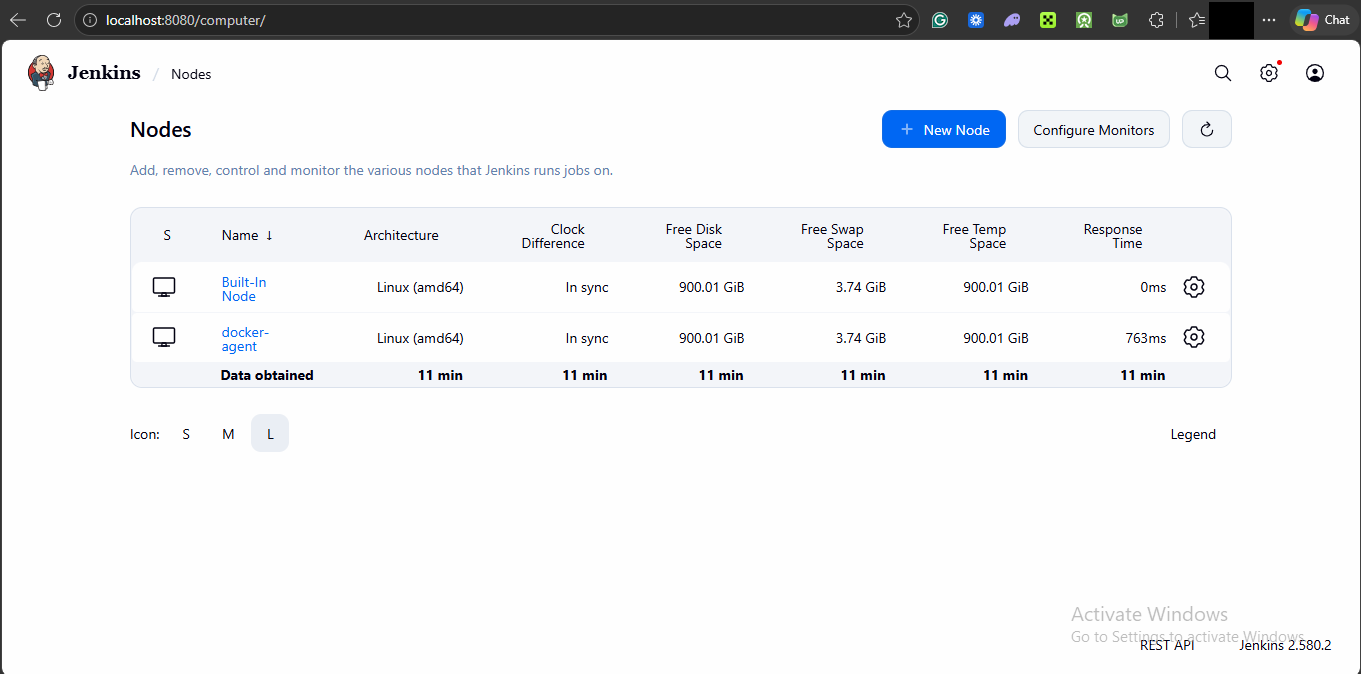 localhost:8080/computer/
Chat
Jenkins / Nodes
Nodes
+ New Node
Configure Monitors
Add, remove, control and monitor the various nodes that Jenkins runs jobs on.
S Name ↓ Architecture Clock Difference Free Disk Space Free Swap Space Free Temp Space Response Time
Built-In Node Linux (amd64) In sync 900.01 GiB 3.74 GiB 900.01 GiB 0ms
docker-agent Linux (amd64) In sync 900.01 GiB 3.74 GiB 900.01 GiB 763ms
Data obtained 11 min 11 min 11 min 11 min 11 min 11 min
Icon: S M L
Legend
Activate Windows
Go to Settings to activate Windows.
REST API
Jenkins 2.580.2